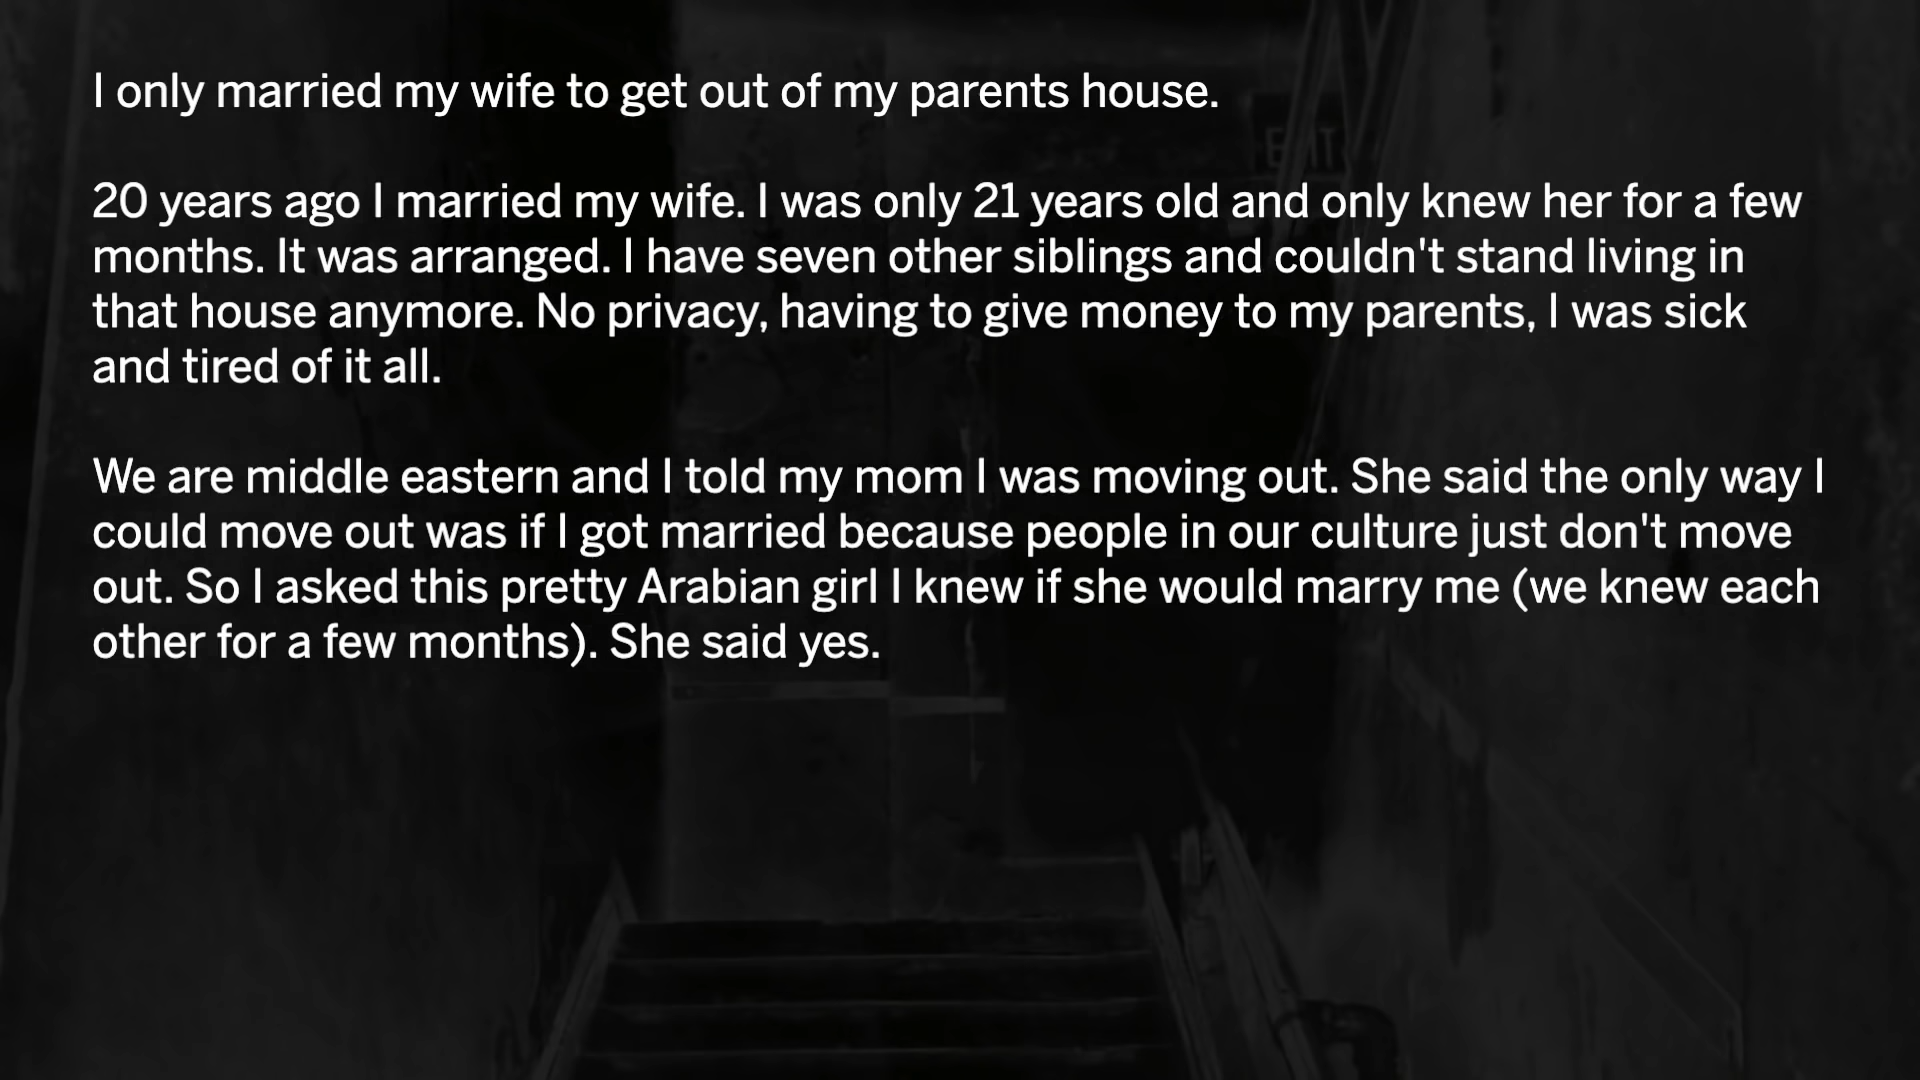 I only married my wife to get out of my parents house.
20 years ago I married my wife. I was only 21 years old and only knew her for a few
months. It was arranged. I have seven other siblings and couldn't stand living in
that house anymore. No privacy, having to give money to my parents, I was sick
and tired of it all.
We are middle eastern and I told my mom I was moving out. She said the only way I
could move out was if I got married because people in our culture just don't move
out. So I asked this pretty Arabian girl I knew if she would marry me (we knew each
other for a few months). She said yes.
EXIT